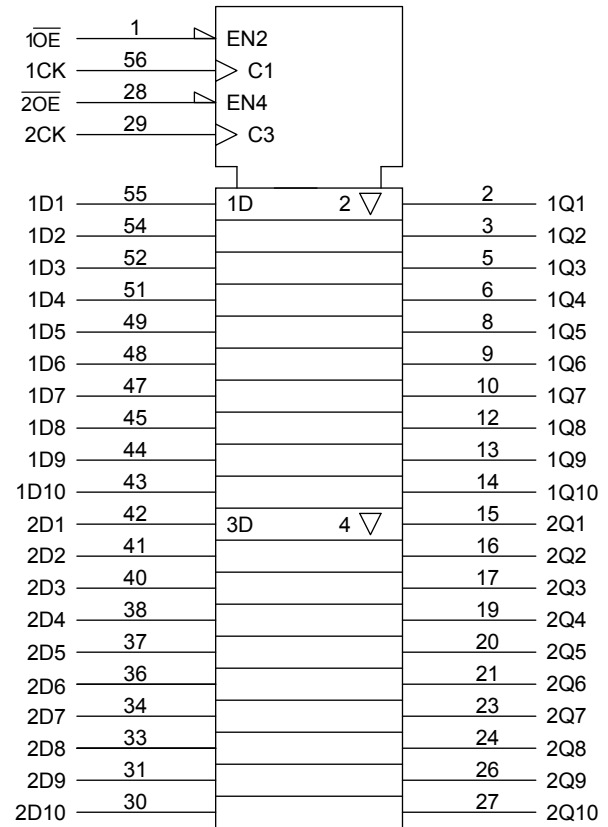 1O̅E̅ 1 EN2
1CK 56 C1
2̅O̅E̅ 28 EN4
2CK 29 C3
1D1 55 1D 2 ▽ 2 1Q1
1D2 54 3 1Q2
1D3 52 5 1Q3
1D4 51 6 1Q4
1D5 49 8 1Q5
1D6 48 9 1Q6
1D7 47 10 1Q7
1D8 45 12 1Q8
1D9 44 13 1Q9
1D10 43 14 1Q10
2D1 42 3D 4 ▽ 15 2Q1
2D2 41 16 2Q2
2D3 40 17 2Q3
2D4 38 19 2Q4
2D5 37 20 2Q5
2D6 36 21 2Q6
2D7 34 23 2Q7
2D8 33 24 2Q8
2D9 31 26 2Q9
2D10 30 27 2Q10